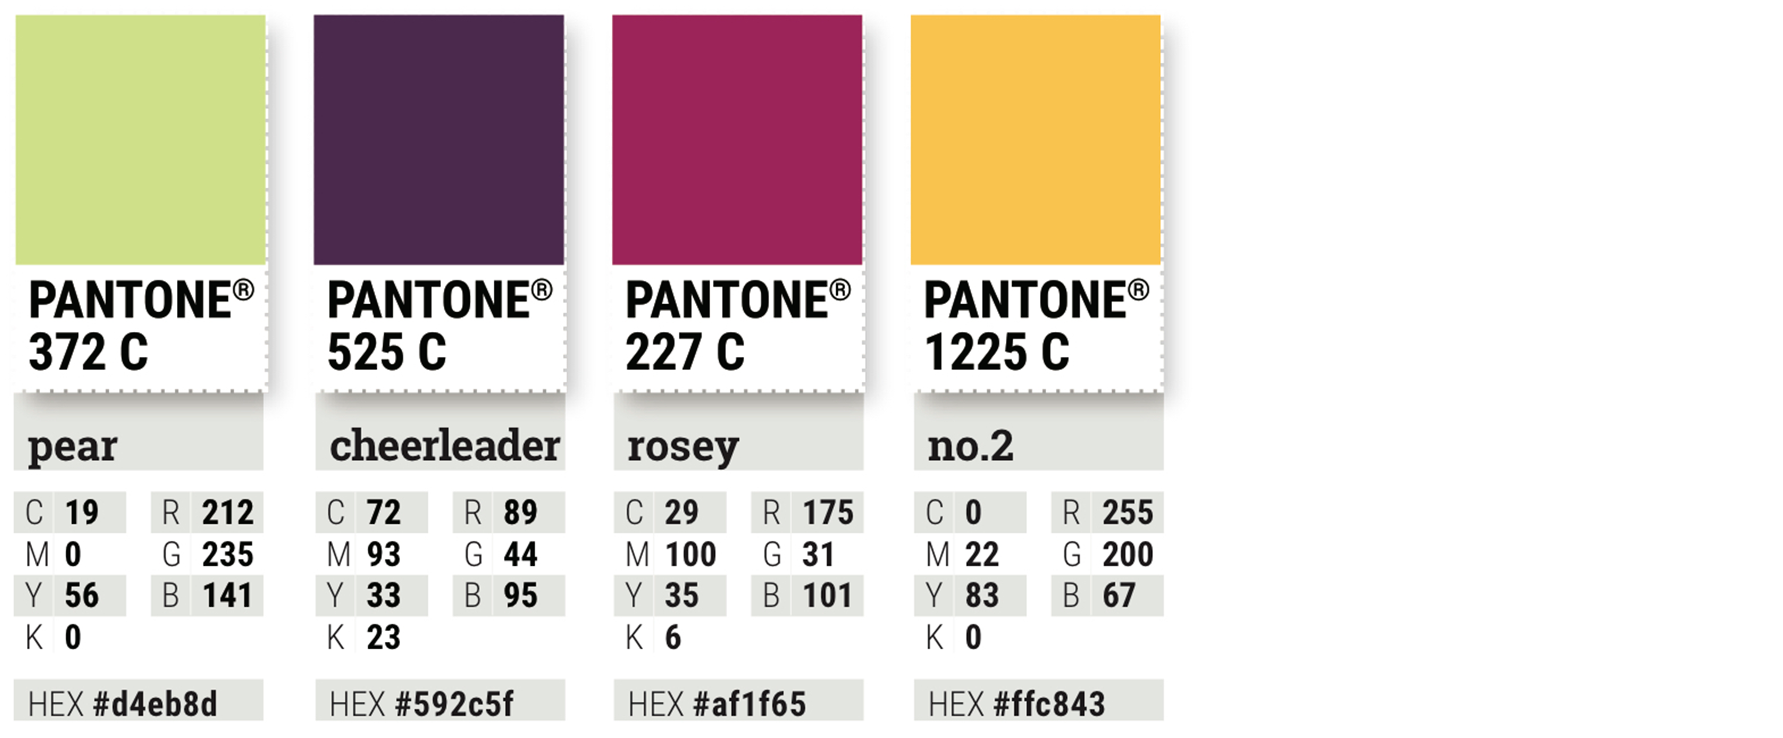 PANTONE®
372 C
pear
C 19 R 212
M 0 G 235
Y 56 B 141
K 0
HEX #d4eb8d
PANTONE®
525 C
cheerleader
C 72 R 89
M 93 G 44
Y 33 B 95
K 23
HEX #592c5f
PANTONE®
227 C
rosey
C 29 R 175
M 100 G 31
Y 35 B 101
K 6
HEX #af1f65
PANTONE®
1225 C
no.2
C 0 R 255
M 22 G 200
Y 83 B 67
K 0
HEX #ffc843